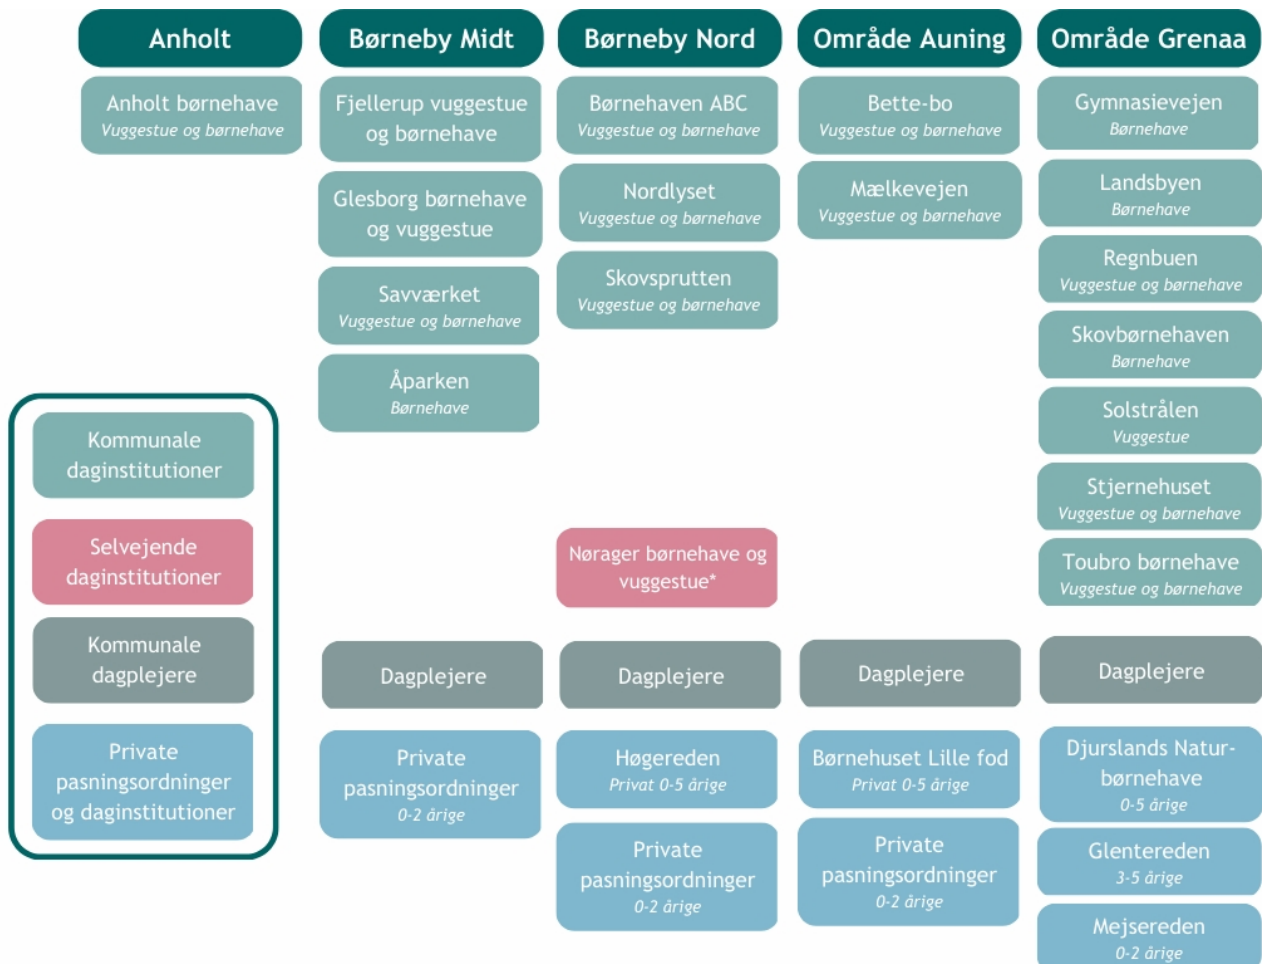 Anholt
Anholt børnehave
Vuggestue og børnehave
Børneby Midt
Fjellerup vuggestue
og børnehave
Glesborg børnehave
og vuggestue
Savværket
Vuggestue og børnehave
Åparken
Børnehave
Dagplejere
Private
pasningsordninger
0-2 årige
Børneby Nord
Børnehaven ABC
Vuggestue og børnehave
Nordlyset
Vuggestue og børnehave
Skovsprutten
Vuggestue og børnehave
Nørager børnehave og
vuggestue*
Dagplejere
Høgereden
Privat 0-5 årige
Private
pasningsordninger
0-2 årige
Område Auning
Bette-bo
Vuggestue og børnehave
Mælkevejen
Vuggestue og børnehave
Dagplejere
Børnehuset Lille fod
Privat 0-5 årige
Private
pasningsordninger
0-2 årige
Område Grenaa
Gymnasievejen
Børnehave
Landsbyen
Børnehave
Regnbuen
Vuggestue og børnehave
Skovbørnehaven
Børnehave
Solstrålen
Vuggestue
Stjernehuset
Vuggestue og børnehave
Toubro børnehave
Vuggestue og børnehave
Dagplejere
Djurslands Natur-
børnehave
0-5 årige
Glentereden
3-5 årige
Mejsereden
0-2 årige
Kommunale
daginstitutioner
Selvejende
daginstitutioner
Kommunale
dagplejere
Private
pasningsordninger
og daginstitutioner